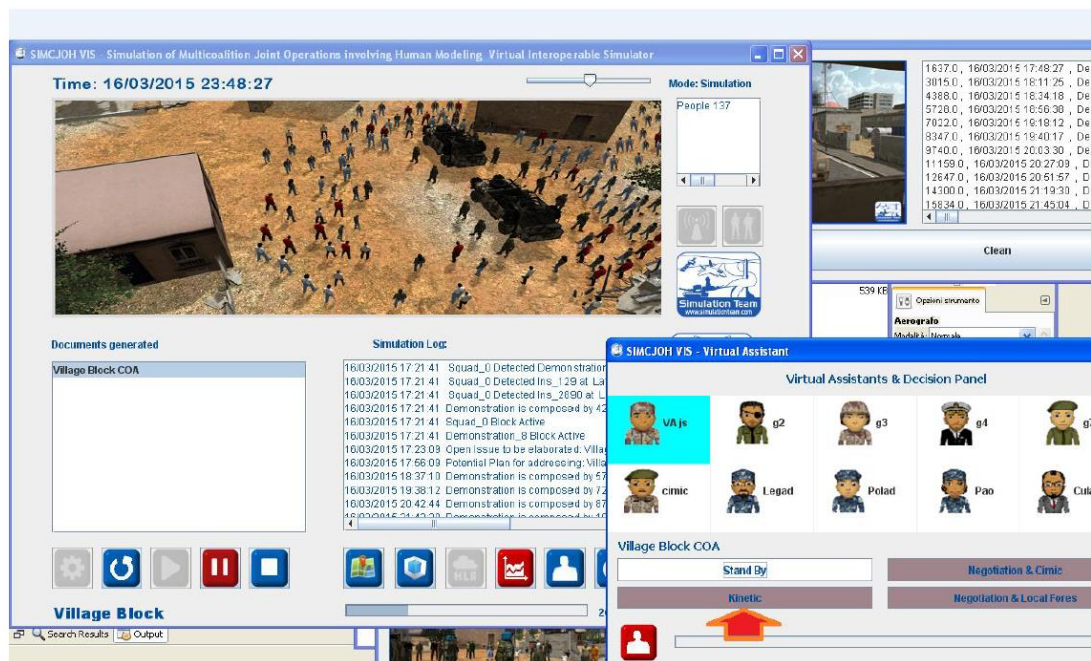 SIMCJOH VIS - Simulation of Multicoalition Joint Operations involving Human Modeling Virtual Interoperable Simulator
Time: 16/03/2015 23:48:27
Mode: Simulation
People 137
Simulation Team
www.simulationteam.com
1637.0 , 16/03/2015 17:48:27 , De
3015.0 , 16/03/2015 18:11:25 , De
4388.0 , 16/03/2015 18:34:18 , De
5728.0 , 16/03/2015 18:56:38 , De
7022.0 , 16/03/2015 19:18:12 , De
8347.0 , 16/03/2015 19:40:17 , De
9740.0 , 16/03/2015 20:03:30 , De
11159.0 , 16/03/2015 20:27:09 , D
12647.0 , 16/03/2015 20:51:57 , D
14300.0 , 16/03/2015 21:19:30 , D
15834.0 , 16/03/2015 21:45:04 , D
Clean
539 KB
Opzioni strumento
Aerografo
Modalità: Normale
Documents generated
Village Block COA
Simulation Log:
16/03/2015 17:21:41 Squad_0 Detected Demonstration
16/03/2015 17:21:41 Squad_0 Detected Ins_129 at La
16/03/2015 17:21:41 Squad_0 Detected Ins_2890 at L
16/03/2015 17:21:41 Demonstration is composed by 42
16/03/2015 17:21:41 Squad_0 Block Active
16/03/2015 17:21:41 Demonstration_8 Block Active
16/03/2015 17:23:09 Open Issue to be elaborated: Villag
16/03/2015 17:56:09 Potential Plan for addressing: Villa
16/03/2015 18:37:10 Demonstration is composed by 57
16/03/2015 19:38:12 Demonstration is composed by 72
16/03/2015 20:42:44 Demonstration is composed by 87
HLA
Village Block
Search Results
Output
SIMCJOH VIS - Virtual Assistant
Virtual Assistants & Decision Panel
VA js
g2
g3
g4
cimic
Legad
Polad
Pao
Cula
Village Block COA
Stand By
Negotiation & Cimic
Kinetic
Negotiation & Local Fores